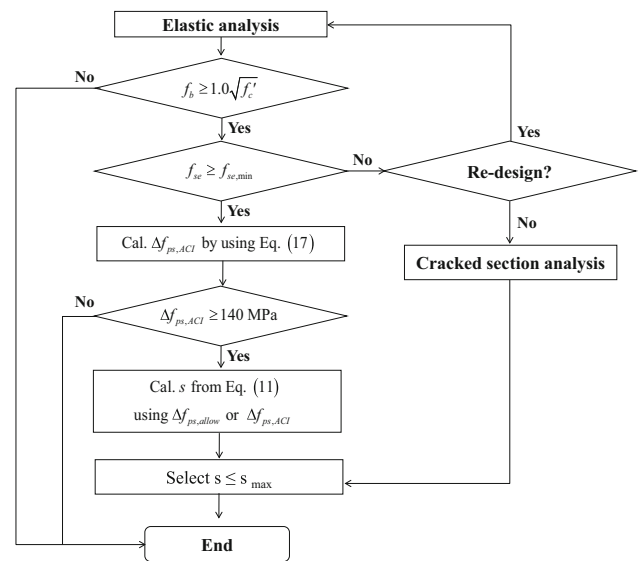 Elastic analysis
No
f_b ≥ 1.0√f_c′
Yes
Yes
f_se ≥ f_se,min
No
Re-design?
Yes
No
Cal. Δf_ps,ACI by using Eq. (17)
Cracked section analysis
No
Δf_ps,ACI ≥ 140 MPa
Yes
Cal. s from Eq. (11)
using Δf_ps,allow or Δf_ps,ACI
Select s ≤ s max
End